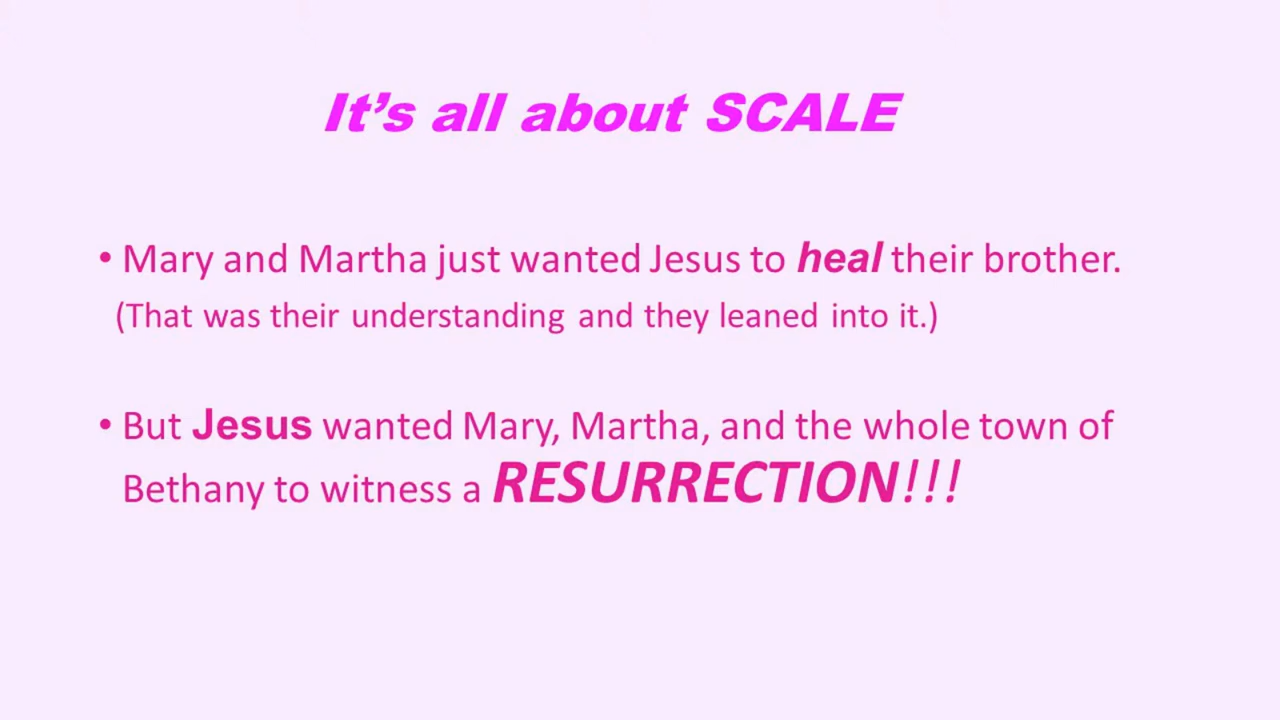 It’s all about SCALE
• Mary and Martha just wanted Jesus to heal their brother.
(That was their understanding and they leaned into it.)
• But Jesus wanted Mary, Martha, and the whole town of
Bethany to witness a RESURRECTION!!!